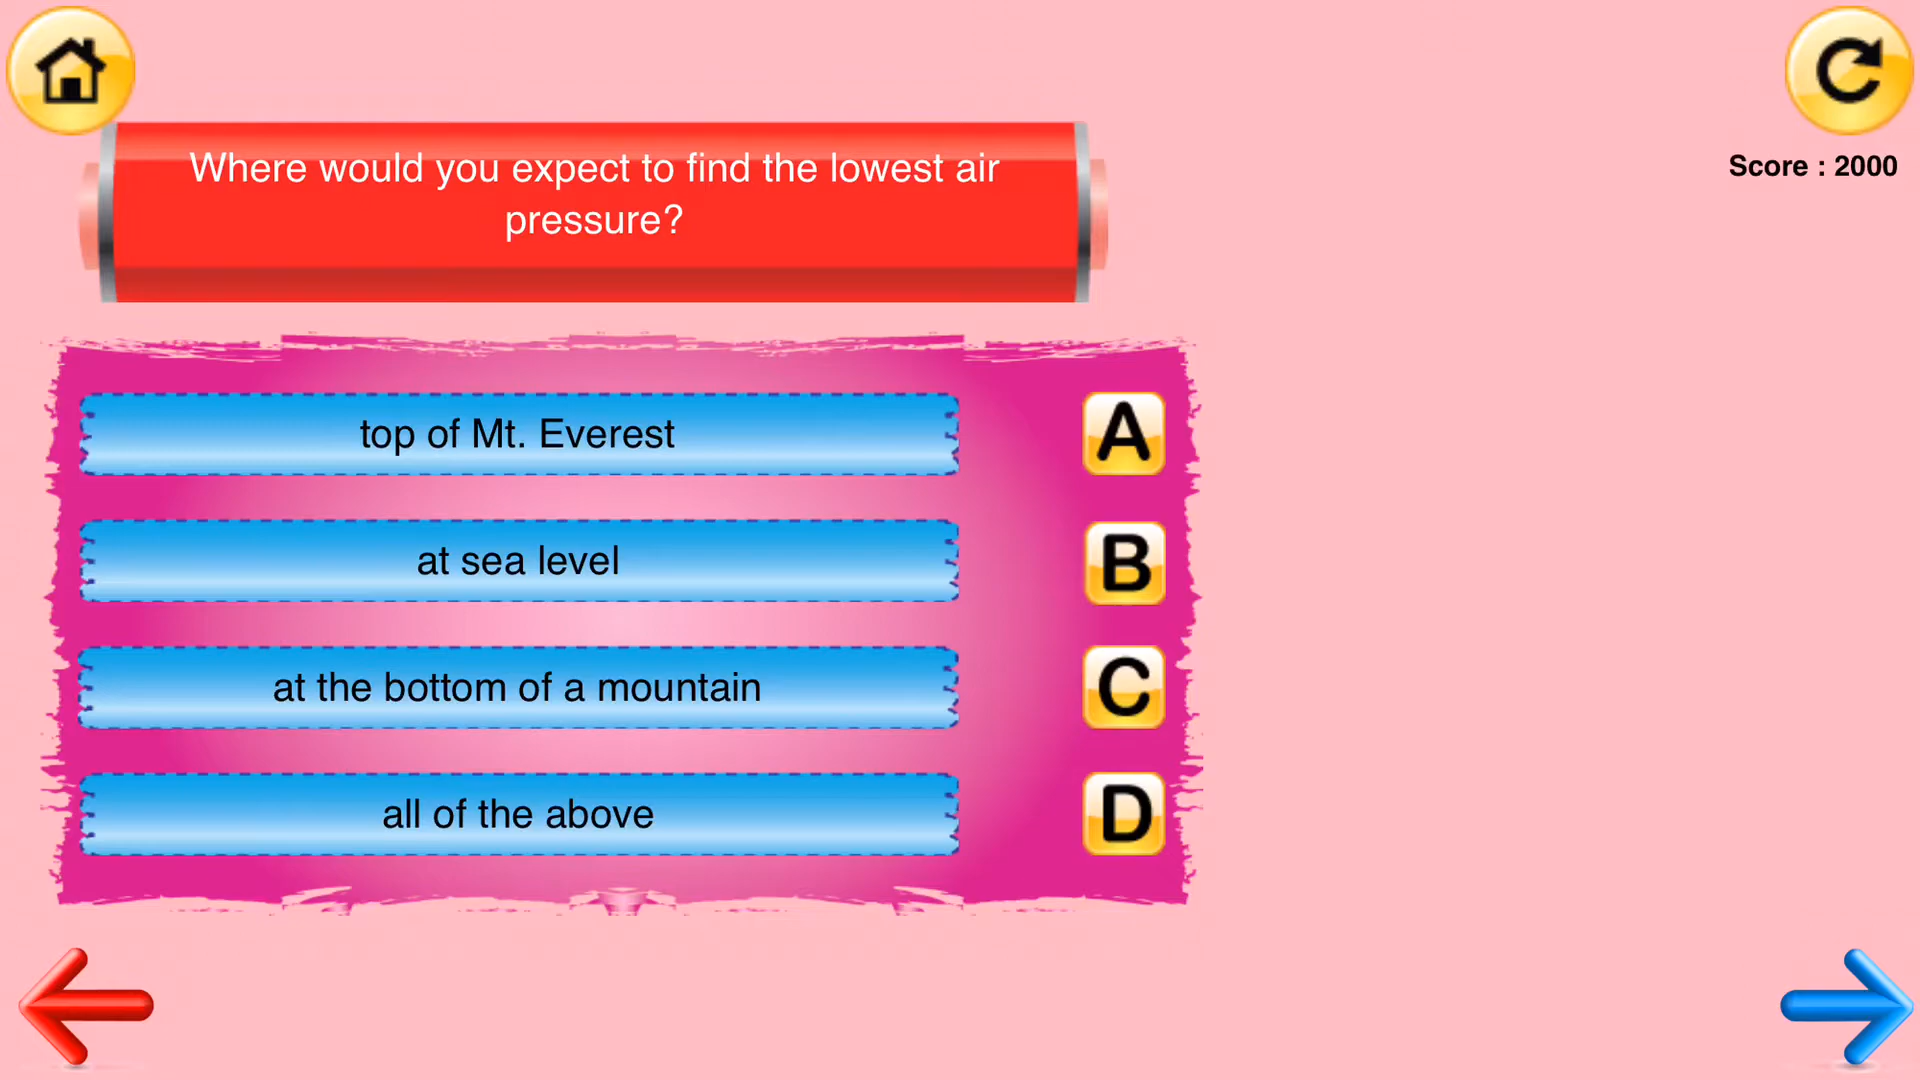 Where would you expect to find the lowest air
pressure?
Score : 2000
top of Mt. Everest
A
at sea level
B
at the bottom of a mountain
C
all of the above
D